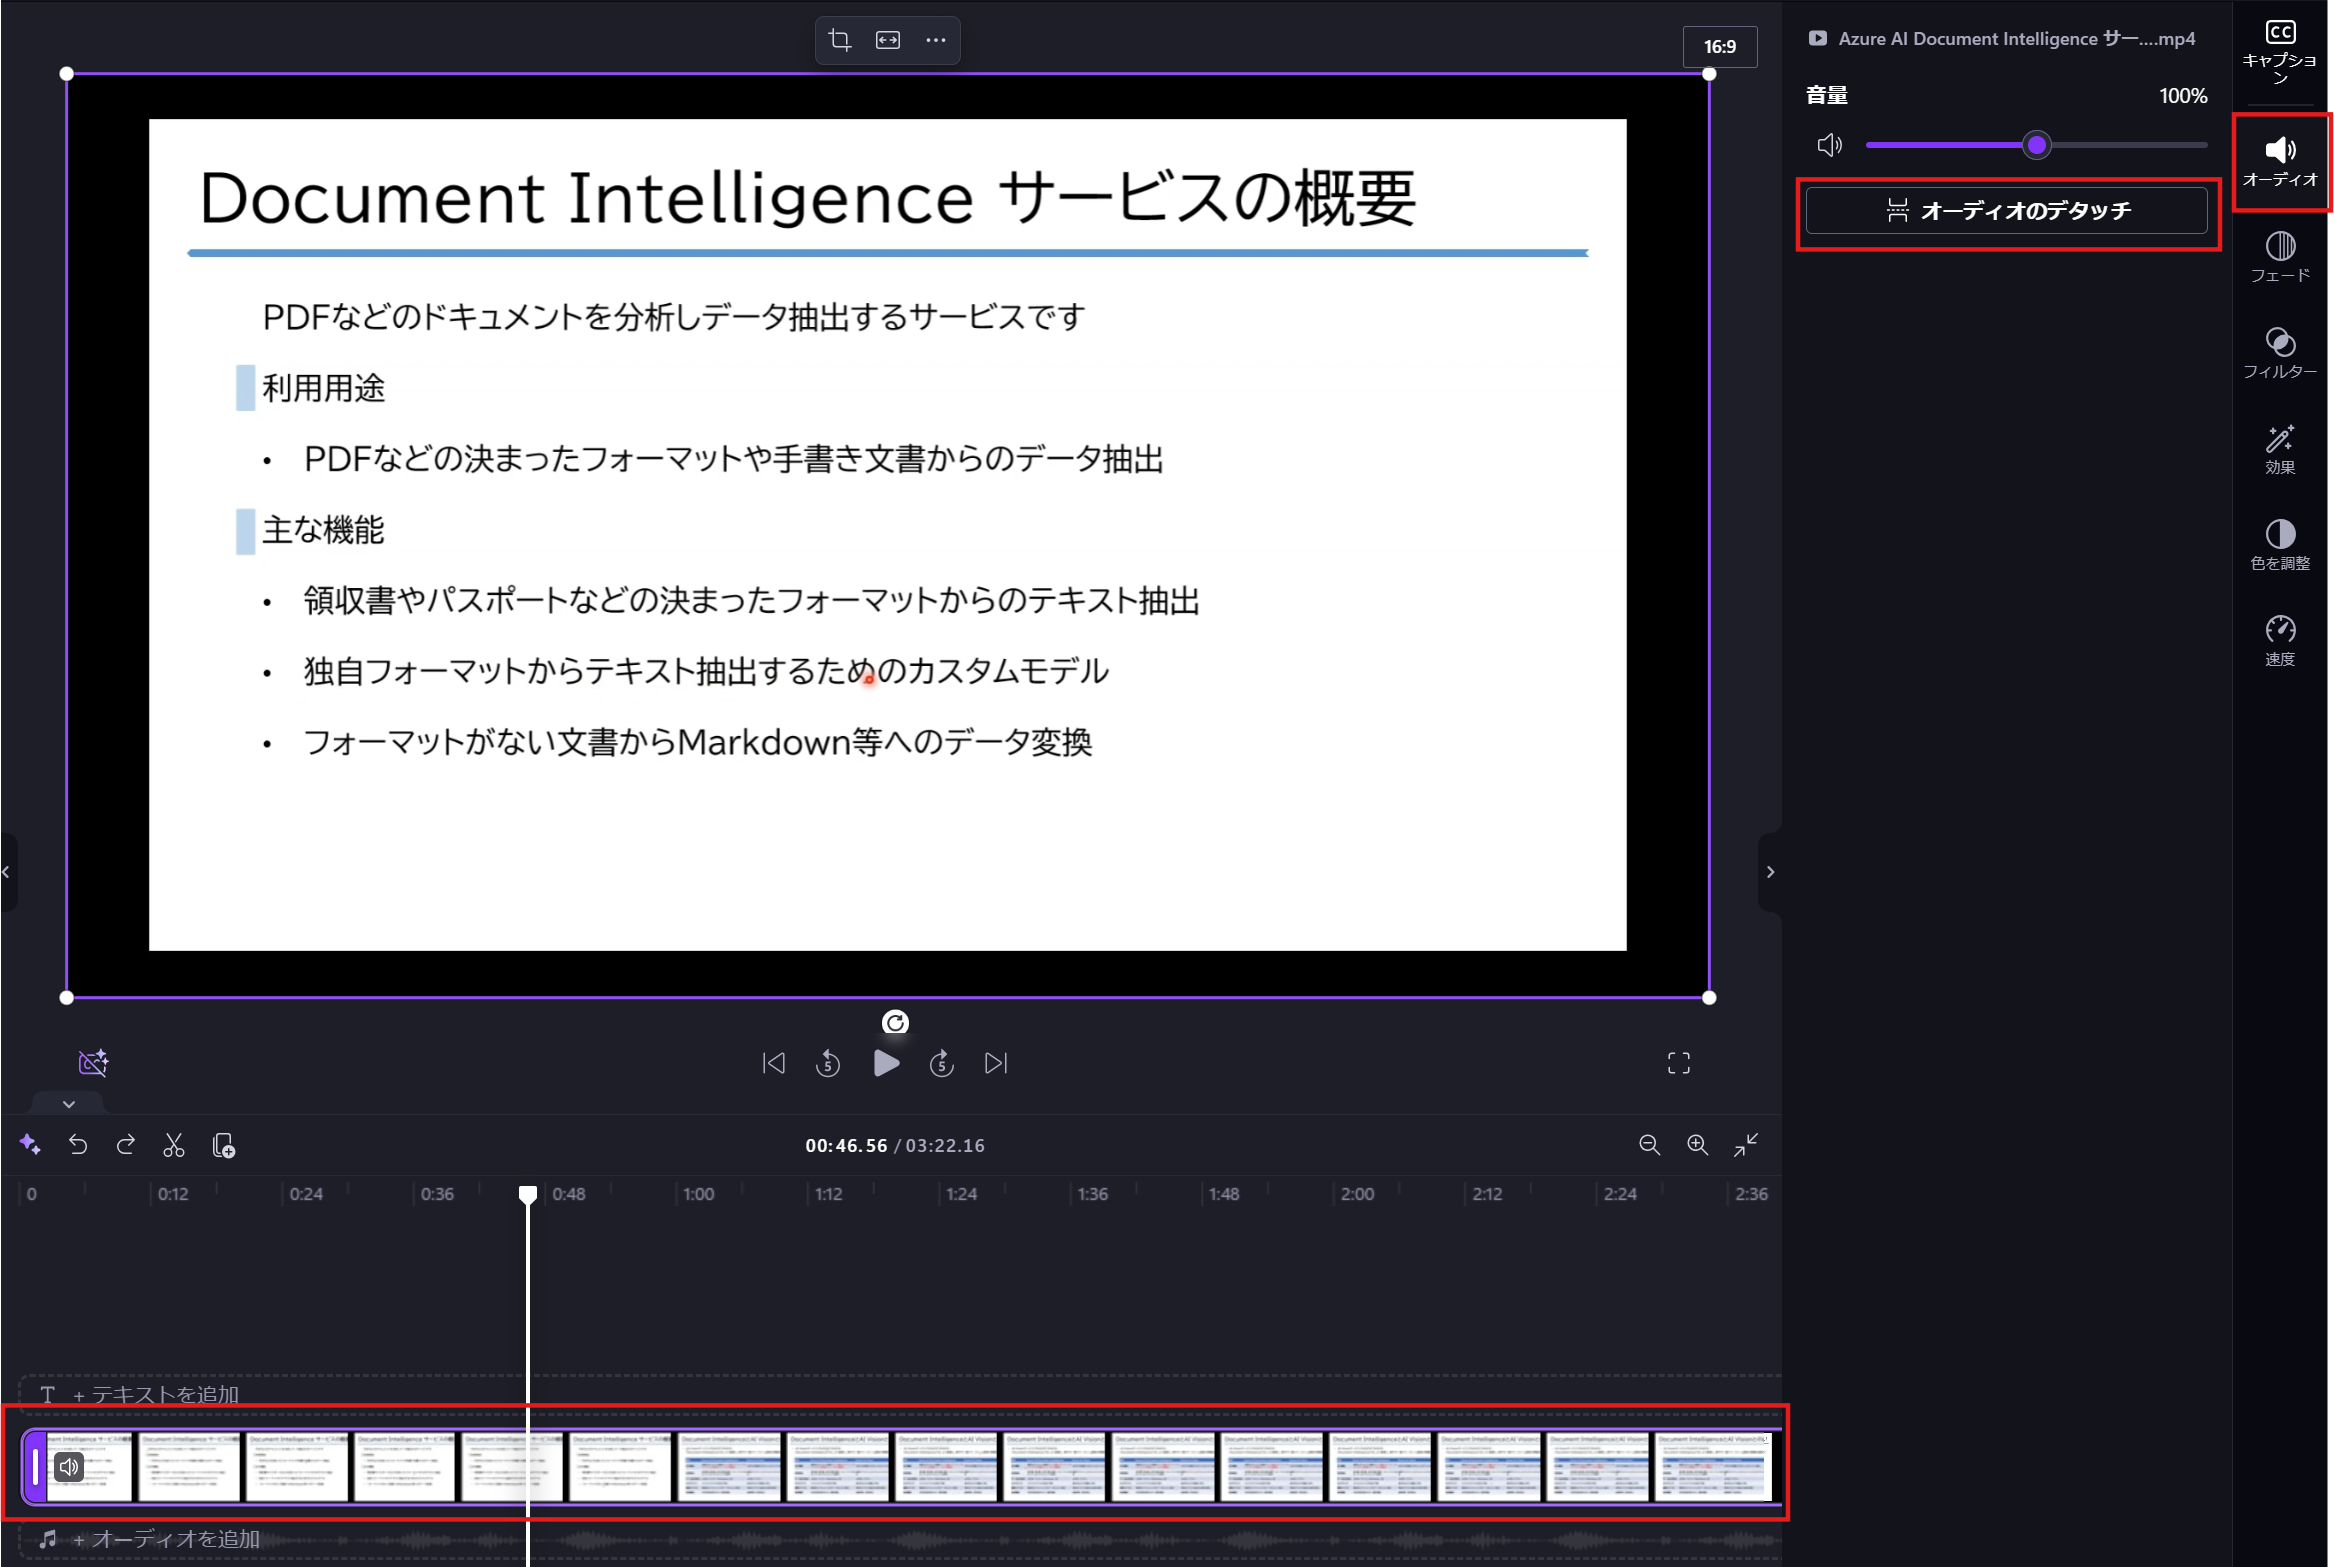 16:9
Azure AI Document Intelligence サー....mp4
音量
100%
オーディオのデタッチ
CC
キャプション
オーディオ
フェード
フィルター
効果
色を調整
速度
Document Intelligence サービスの概要
PDFなどのドキュメントを分析しデータ抽出するサービスです
利用用途
• PDFなどの決まったフォーマットや手書き文書からのデータ抽出
主な機能
• 領収書やパスポートなどの決まったフォーマットからのテキスト抽出
• 独自フォーマットからテキスト抽出するためのカスタムモデル
• フォーマットがない文書からMarkdown等へのデータ変換
5
5
00:46.56 / 03:22.16
0 0:12 0:24 0:36 0:48 1:00 1:12 1:24 1:36 1:48 2:00 2:12 2:24 2:36
T + テキストを追加
+ オーディオを追加